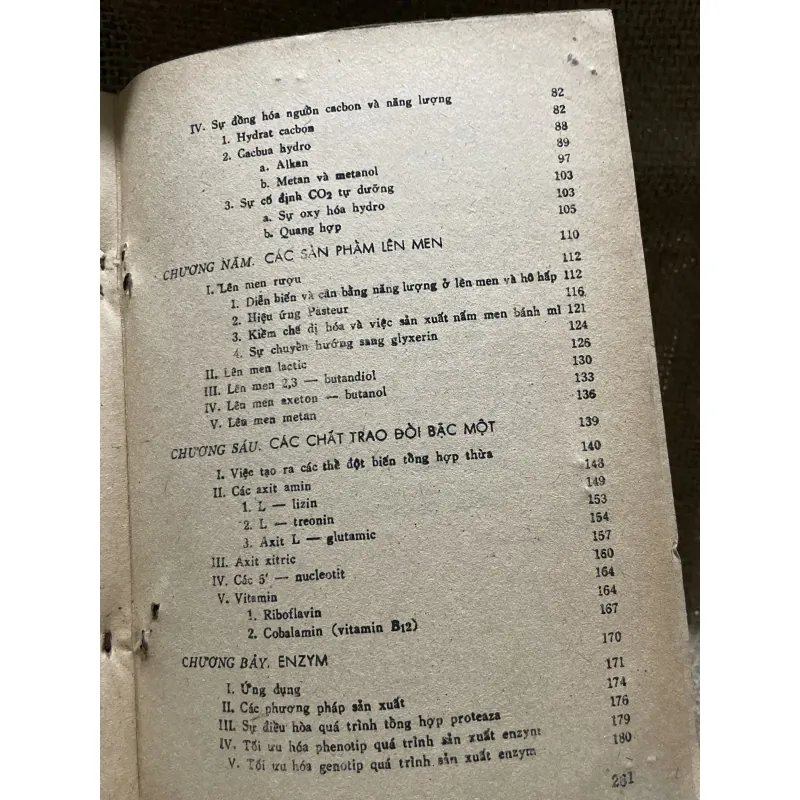 IV. Sự đồng hóa nguồn cacbon và năng lượng 82
1. Hydrat cacbon 82
2. Cacbua hydro 88
a. Alkan 89
b. Metan và metanol 97
3. Sự cố định CO2 tự dưỡng 103
a. Sự oxy hóa hydro 103
b. Quang hợp 105
CHƯƠNG NĂM. CÁC SẢN PHẨM LÊN MEN 110
I. Lên men rượu 112
1. Diễn biến và cân bằng năng lượng ở lên men và hô hấp 112
2. Hiệu ứng Pasteur 116
3. Kiềm chế dị hóa và việc sản xuất nấm men bánh mì 121
4. Sự chuyển hướng sang glyxerin 124
II. Lên men lactic 126
III. Lên men 2,3 — butandiol 130
IV. Lên men axeton — butanol 133
V. Lên men metan 136
CHƯƠNG SÁU. CÁC CHẤT TRAO ĐỔI BẬC MỘT 139
I. Việc tạo ra các thể đột biến tổng hợp thừa 140
II. Các axit amin 143
1. L — lizin 149
2. L — treonin 153
3. Axit L — glutamic 154
III. Axit xitric 157
IV. Các 5' — nucleotit 160
V. Vitamin 164
1. Riboflavin 164
2. Cobalamin (vitamin B12) 167
CHƯƠNG BẢY. ENZYM 170
I. Ứng dụng 171
II. Các phương pháp sản xuất 174
III. Sự điều hòa quá trình tổng hợp proteaza 176
IV. Tối ưu hóa phenotip quá trình sản xuất enzym 179
V. Tối ưu hóa genotip quá trình sản xuất enzym 180
261